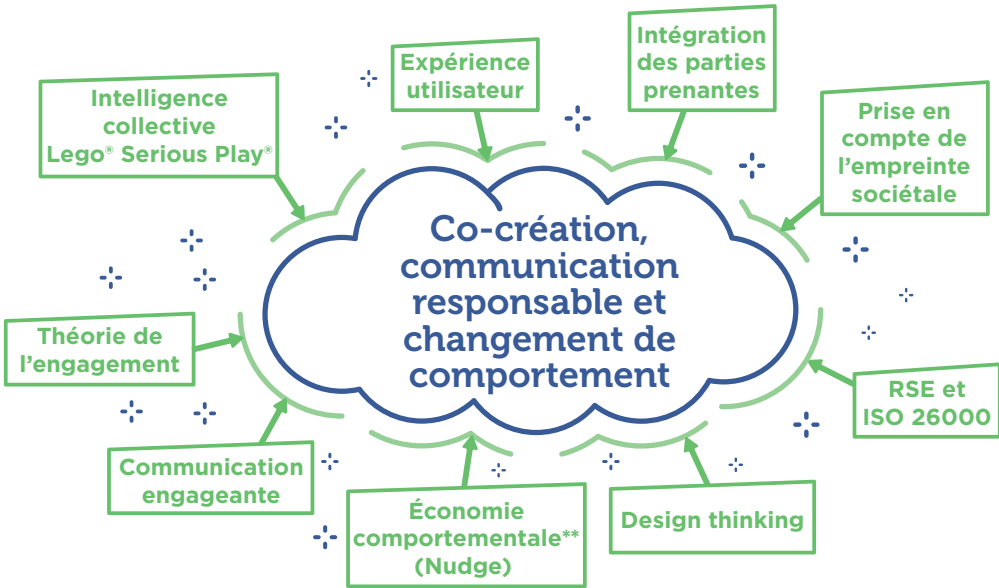 Intégration
des parties
prenantes
Expérience
utilisateur
Intelligence
collective
Lego® Serious Play®
Prise en
compte de
l’empreinte
sociétale
Co-création,
communication
responsable et
changement de
comportement
Théorie de
l’engagement
RSE et
ISO 26000
Communication
engageante
Économie
comportementale**
(Nudge)
Design thinking